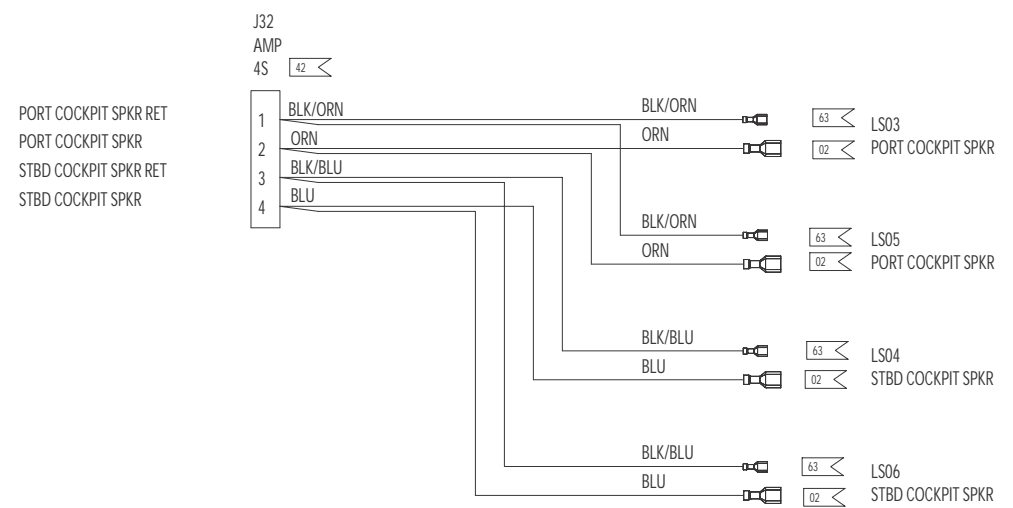 J32
AMP
4S 42
PORT COCKPIT SPKR RET 1 BLK/ORN BLK/ORN 63 LS03
PORT COCKPIT SPKR 2 ORN ORN 02 PORT COCKPIT SPKR
STBD COCKPIT SPKR RET 3 BLK/BLU
STBD COCKPIT SPKR 4 BLU
BLK/ORN 63 LS05
ORN 02 PORT COCKPIT SPKR
BLK/BLU 63 LS04
BLU 02 STBD COCKPIT SPKR
BLK/BLU 63 LS06
BLU 02 STBD COCKPIT SPKR